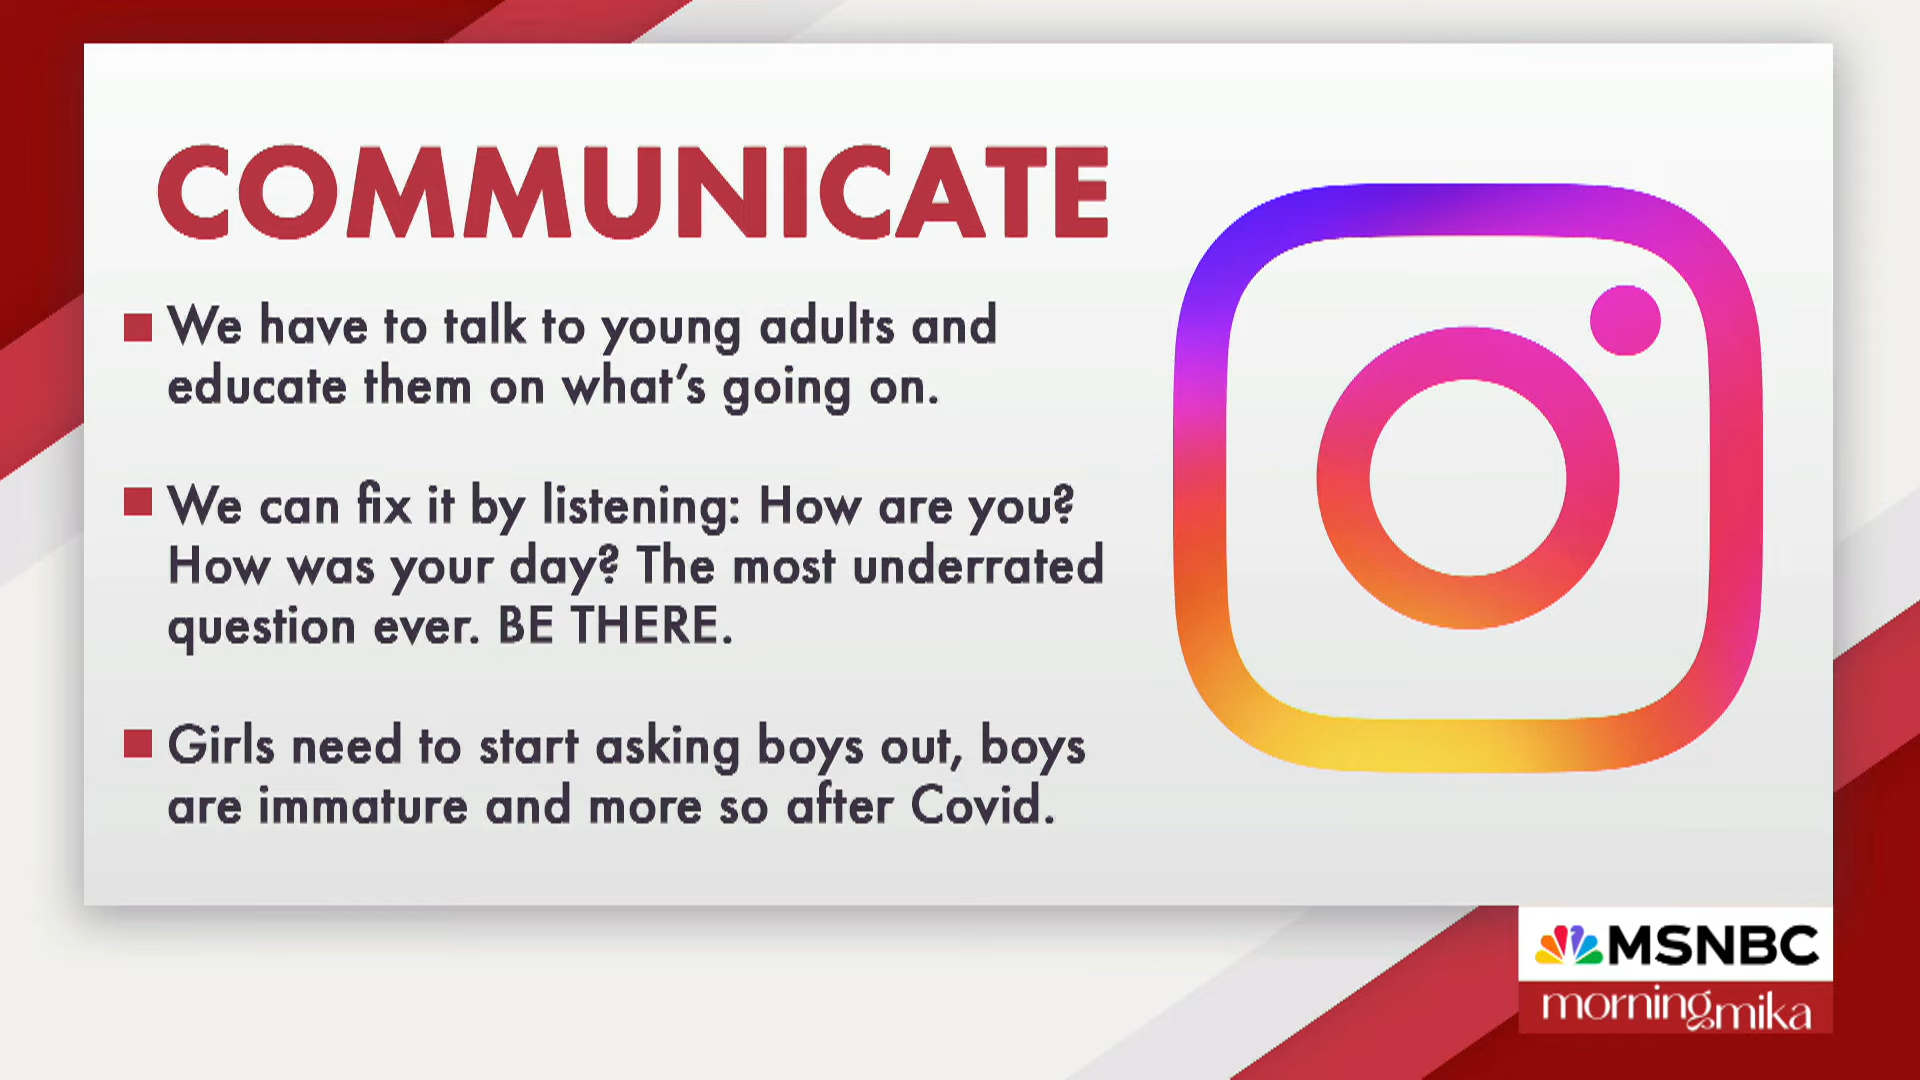 COMMUNICATE
We have to talk to young adults and
educate them on what’s going on.
We can fix it by listening: How are you?
How was your day? The most underrated
question ever. BE THERE.
Girls need to start asking boys out, boys
are immature and more so after Covid.
MSNBC
morningmika